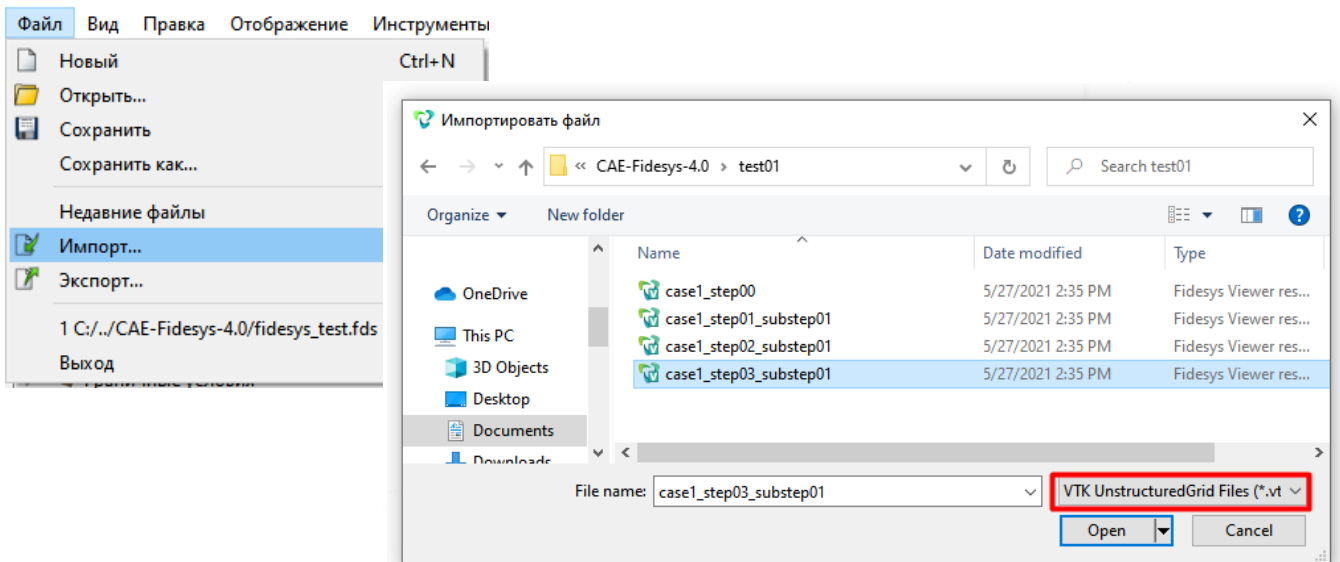 Файл Вид Правка Отображение Инструменты
Новый Ctrl+N
Открыть...
Сохранить
Сохранить как...
Недавние файлы
Импорт...
Экспорт...
1 C:/../CAE-Fidesys-4.0/fidesys_test.fds
Выход
Граничные условия
Импортировать файл
« CAE-Fidesys-4.0 › test01 Search test01
Organize New folder
Name Date modified Type
case1_step00 5/27/2021 2:35 PM Fidesys Viewer res...
case1_step01_substep01 5/27/2021 2:35 PM Fidesys Viewer res...
case1_step02_substep01 5/27/2021 2:35 PM Fidesys Viewer res...
case1_step03_substep01 5/27/2021 2:35 PM Fidesys Viewer res...
OneDrive
This PC
3D Objects
Desktop
Documents
Downloads
File name: case1_step03_substep01 VTK UnstructuredGrid Files (*.vt
Open Cancel